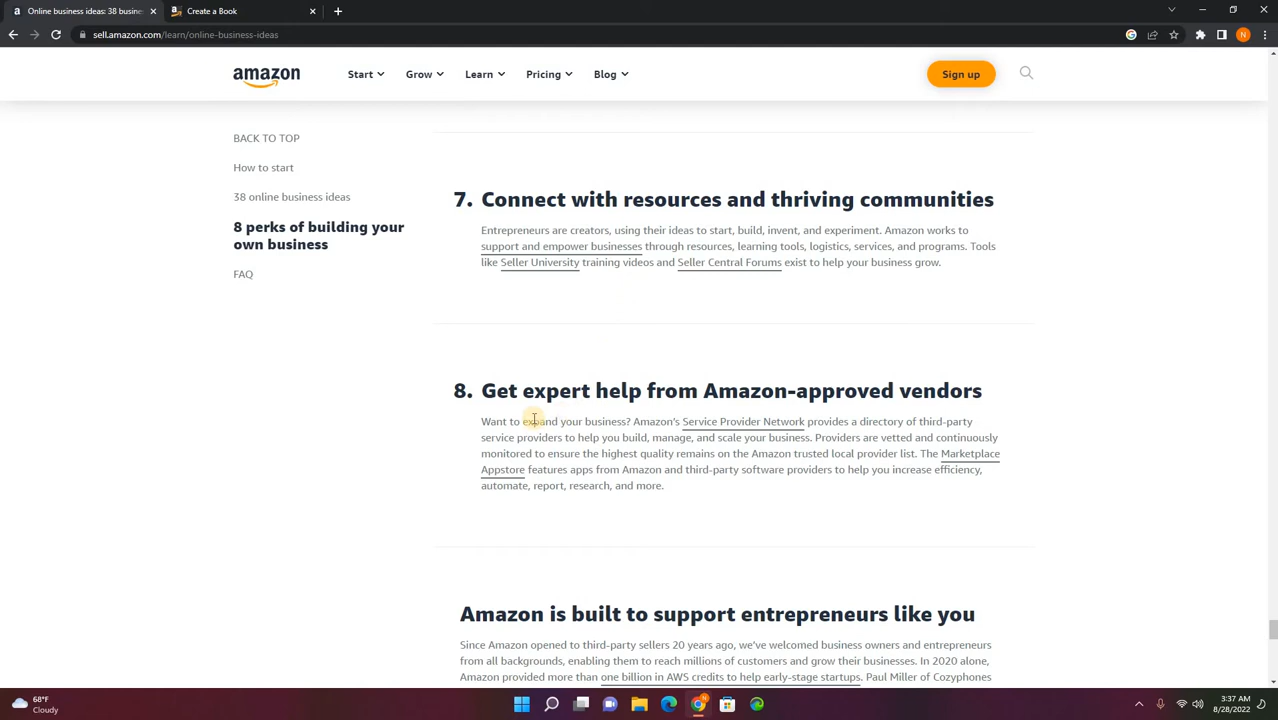 Online business ideas: 38 busine
Create a Book
sell.amazon.com/learn/online-business-ideas
N
amazon
Start
Grow
Learn
Pricing
Blog
Sign up
BACK TO TOP
How to start
38 online business ideas
8 perks of building your
own business
FAQ
7. Connect with resources and thriving communities
Entrepreneurs are creators, using their ideas to start, build, invent, and experiment. Amazon works to
support and empower businesses through resources, learning tools, logistics, services, and programs. Tools
like Seller University training videos and Seller Central Forums exist to help your business grow.
8. Get expert help from Amazon-approved vendors
Want to expand your business? Amazon's Service Provider Network provides a directory of third-party
service providers to help you build, manage, and scale your business. Providers are vetted and continuously
monitored to ensure the highest quality remains on the Amazon trusted local provider list. The Marketplace
Appstore features apps from Amazon and third-party software providers to help you increase efficiency,
automate, report, research, and more.
Amazon is built to support entrepreneurs like you
Since Amazon opened to third-party sellers 20 years ago, we've welcomed business owners and entrepreneurs
from all backgrounds, enabling them to reach millions of customers and grow their businesses. In 2020 alone,
Amazon provided more than one billion in AWS credits to help early-stage startups. Paul Miller of Cozyphones
68°F
Cloudy
3:37 AM
8/28/2022